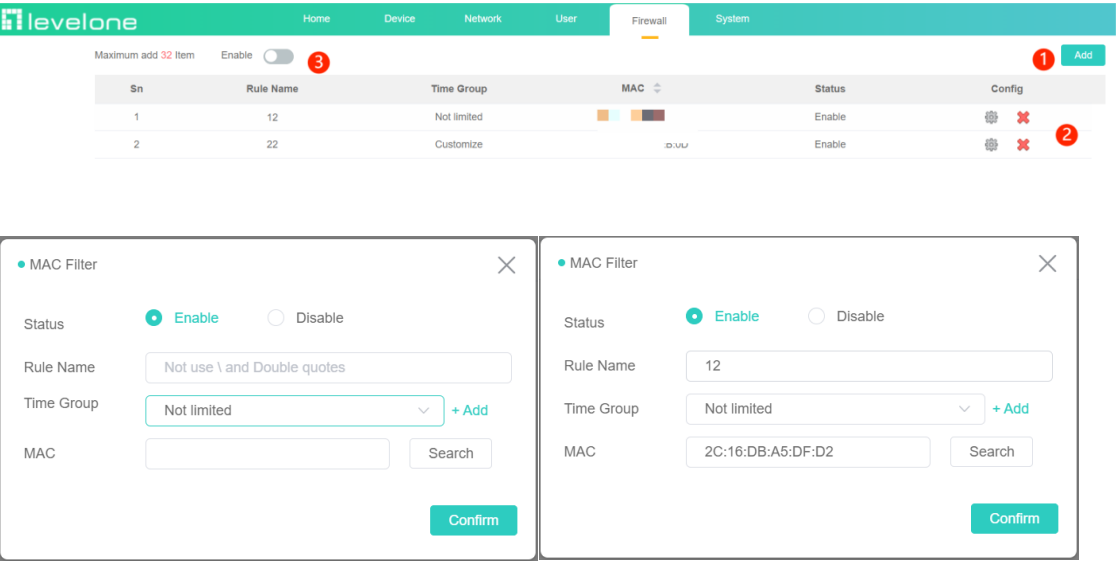 levelone Home Device Network User Firewall System
Maximum add 32 Item Enable 3 1 Add
Sn Rule Name Time Group MAC Status Config
1 12 Not limited Enable
2 22 Customize Enable 2
MAC Filter
Status Enable Disable
Rule Name Not use \ and Double quotes
Time Group Not limited + Add
MAC Search
Confirm
MAC Filter
Status Enable Disable
Rule Name 12
Time Group Not limited + Add
MAC 2C:16:DB:A5:DF:D2 Search
Confirm